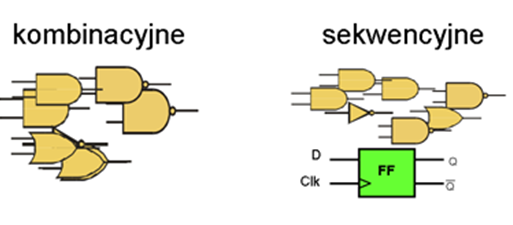 kombinacyjne
sekwencyjne
D
FF
Q
Clk
Q̅